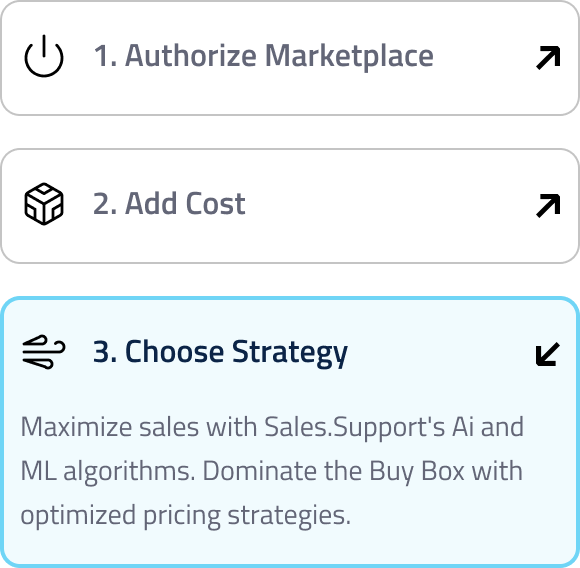 1. Authorize Marketplace
2. Add Cost
3. Choose Strategy
Maximize sales with Sales.Support's Ai and
ML algorithms. Dominate the Buy Box with
optimized pricing strategies.